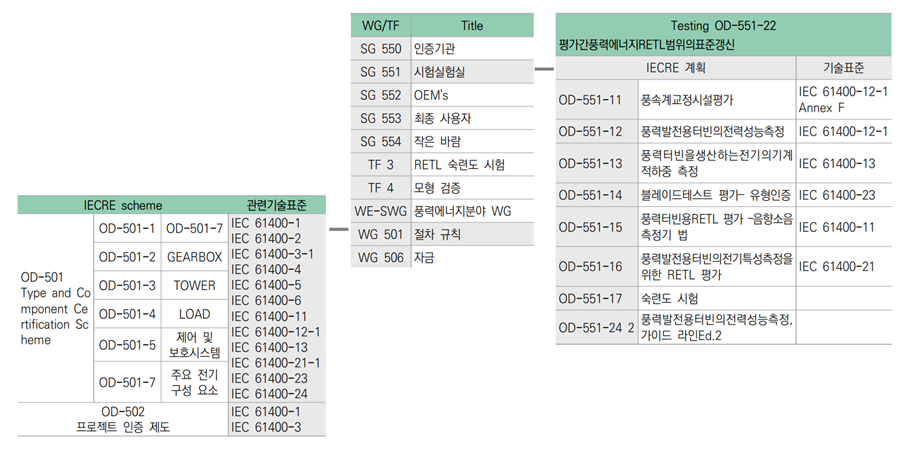 WG/TF Title
SG 550 인증기관
SG 551 시험실험실
SG 552 OEM's
SG 553 최종 사용자
SG 554 작은 바람
TF 3 RETL 숙련도 시험
TF 4 모형 검증
WE-SWG 풍력에너지분야 WG
WG 501 절차 규칙
WG 506 자금
Testing OD-551-22
평가간풍력에너지RETL범위의표준갱신
IECRE 계획 기술표준
OD-551-11 풍속계교정시설평가 IEC 61400-12-1
Annex F
OD-551-12 풍력발전용터빈의전력성능측정 IEC 61400-12-1
OD-551-13 풍력터빈을생산하는전기의기계
적하중 측정 IEC 61400-13
OD-551-14 블레이드테스트 평가- 유형인증 IEC 61400-23
OD-551-15 풍력터빈용RETL 평가 -음향소음
측정기 법 IEC 61400-11
OD-551-16 풍력발전용터빈의전기특성측정을
위한 RETL 평가 IEC 61400-21
OD-551-17 숙련도 시험
OD-551-24 2 풍력발전용터빈의전력성능측정,
가이드 라인Ed.2
IECRE scheme 관련기술표준
OD-501
Type and Co
mponent Ce
rtification Sc
heme
OD-501-1 OD-501-7
OD-501-2 GEARBOX
OD-501-3 TOWER
OD-501-4 LOAD
OD-501-5 제어 및
보호시스템
OD-501-7 주요 전기
구성 요소
IEC 61400-1
IEC 61400-2
IEC 61400-3-1
IEC 61400-4
IEC 61400-5
IEC 61400-6
IEC 61400-11
IEC 61400-12-1
IEC 61400-13
IEC 61400-21-1
IEC 61400-23
IEC 61400-24
OD-502
프로젝트 인증 제도
IEC 61400-1
IEC 61400-3